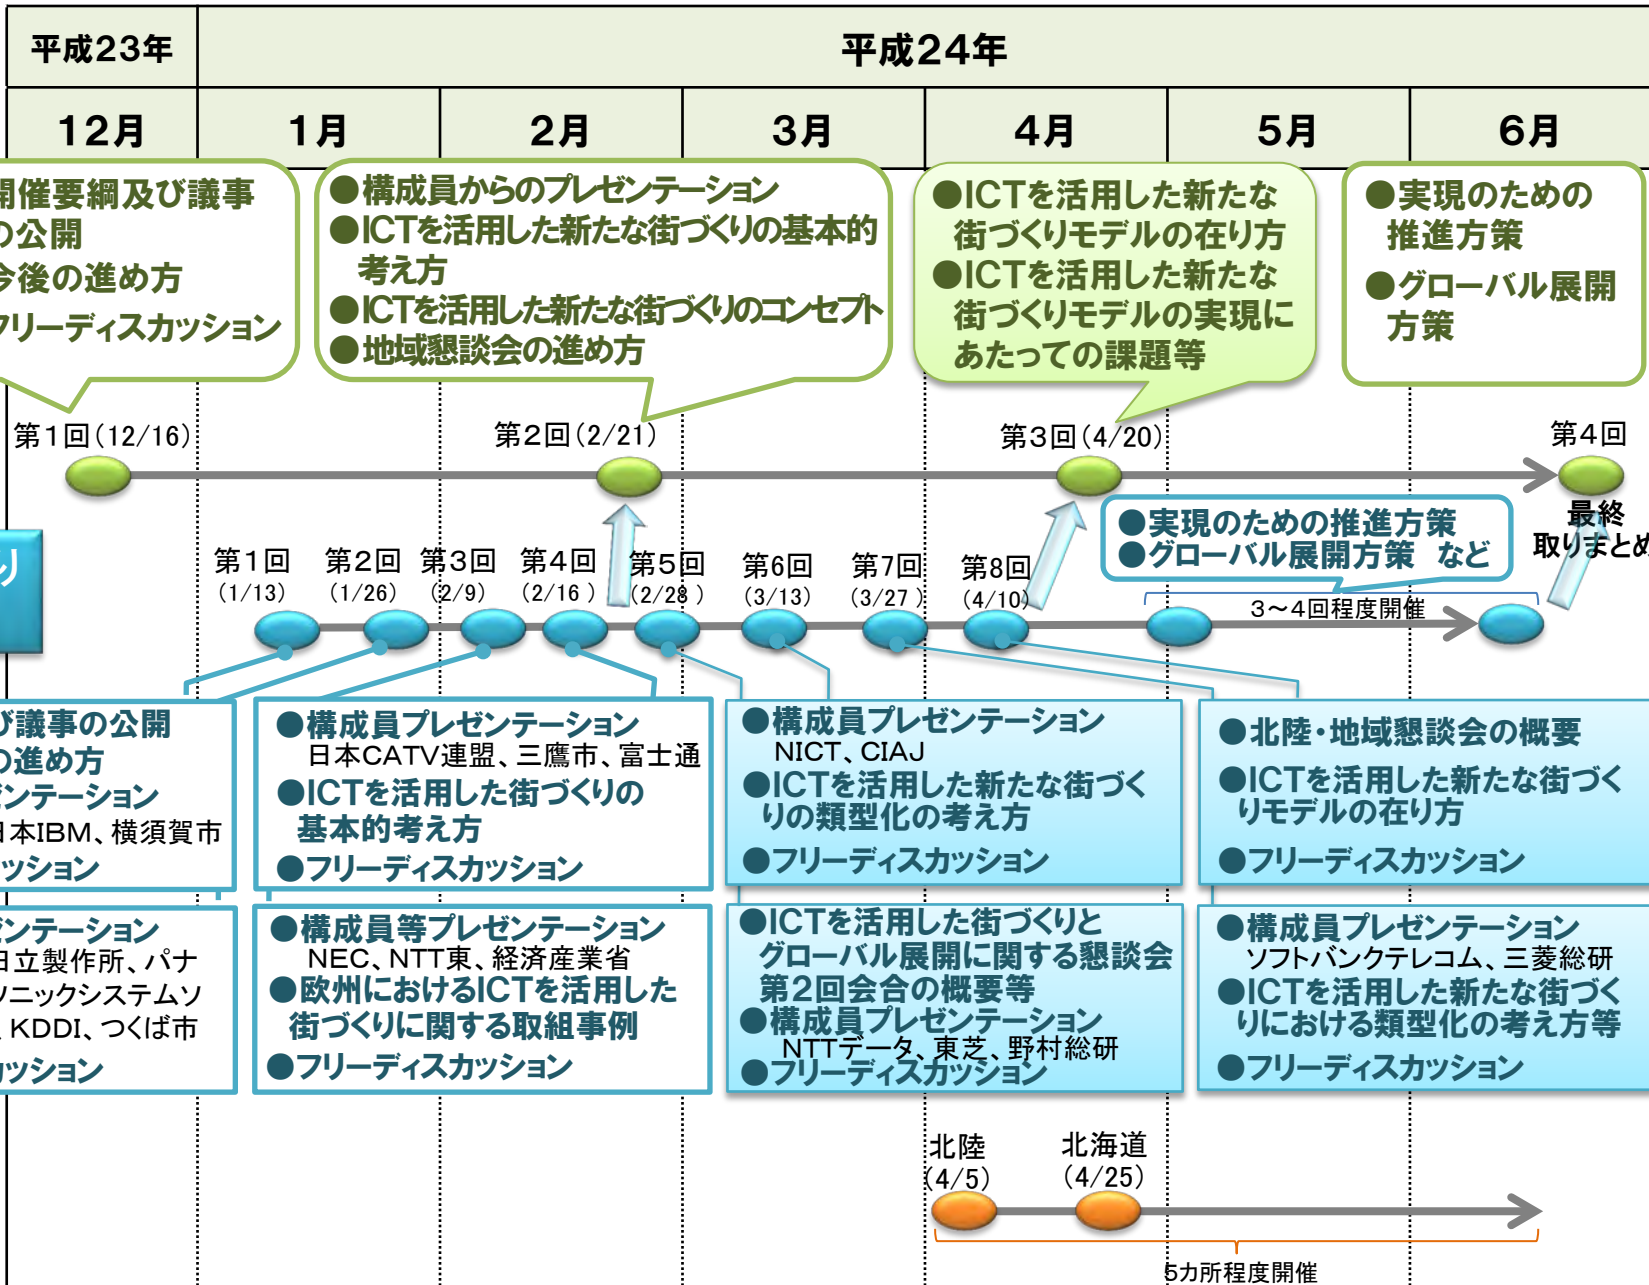 平成23年
平成24年
12月
1月
2月
3月
4月
5月
6月
開催要綱及び議事
の公開
今後の進め方
フリーディスカッション
●構成員からのプレゼンテーション
●ICTを活用した新たな街づくりの基本的
考え方
●ICTを活用した新たな街づくりのコンセプト
●地域懇談会の進め方
●ICTを活用した新たな
街づくりモデルの在り方
●ICTを活用した新たな
街づくりモデルの実現に
あたっての課題等
●実現のための
推進方策
●グローバル展開
方策
第1回(12/16)
第2回(2/21)
第3回(4/20)
第4回
最終
取りまとめ
●実現のための推進方策
●グローバル展開方策 など
り
第1回
(1/13)
第2回
(1/26)
第3回
(2/9)
第4回
(2/16)
第5回
(2/28)
第6回
(3/13)
第7回
(3/27)
第8回
(4/10)
3~4回程度開催
び議事の公開
の進め方
ゼンテーション
日本IBM、横須賀市
ッション
●構成員プレゼンテーション
日本CATV連盟、三鷹市、富士通
●ICTを活用した街づくりの
基本的考え方
●フリーディスカッション
●構成員プレゼンテーション
NICT、CIAJ
●ICTを活用した新たな街づく
りの類型化の考え方
●フリーディスカッション
●北陸・地域懇談会の概要
●ICTを活用した新たな街づく
りモデルの在り方
●フリーディスカッション
ゼンテーション
日立製作所、パナ
ソニックシステムソ
、KDDI、つくば市
カッション
●構成員等プレゼンテーション
NEC、NTT東、経済産業省
●欧州におけるICTを活用した
街づくりに関する取組事例
●フリーディスカッション
●ICTを活用した街づくりと
グローバル展開に関する懇談会
第2回会合の概要等
●構成員プレゼンテーション
NTTデータ、東芝、野村総研
●フリーディスカッション
●構成員プレゼンテーション
ソフトバンクテレコム、三菱総研
●ICTを活用した新たな街づく
りにおける類型化の考え方等
●フリーディスカッション
北陸
(4/5)
北海道
(4/25)
5カ所程度開催